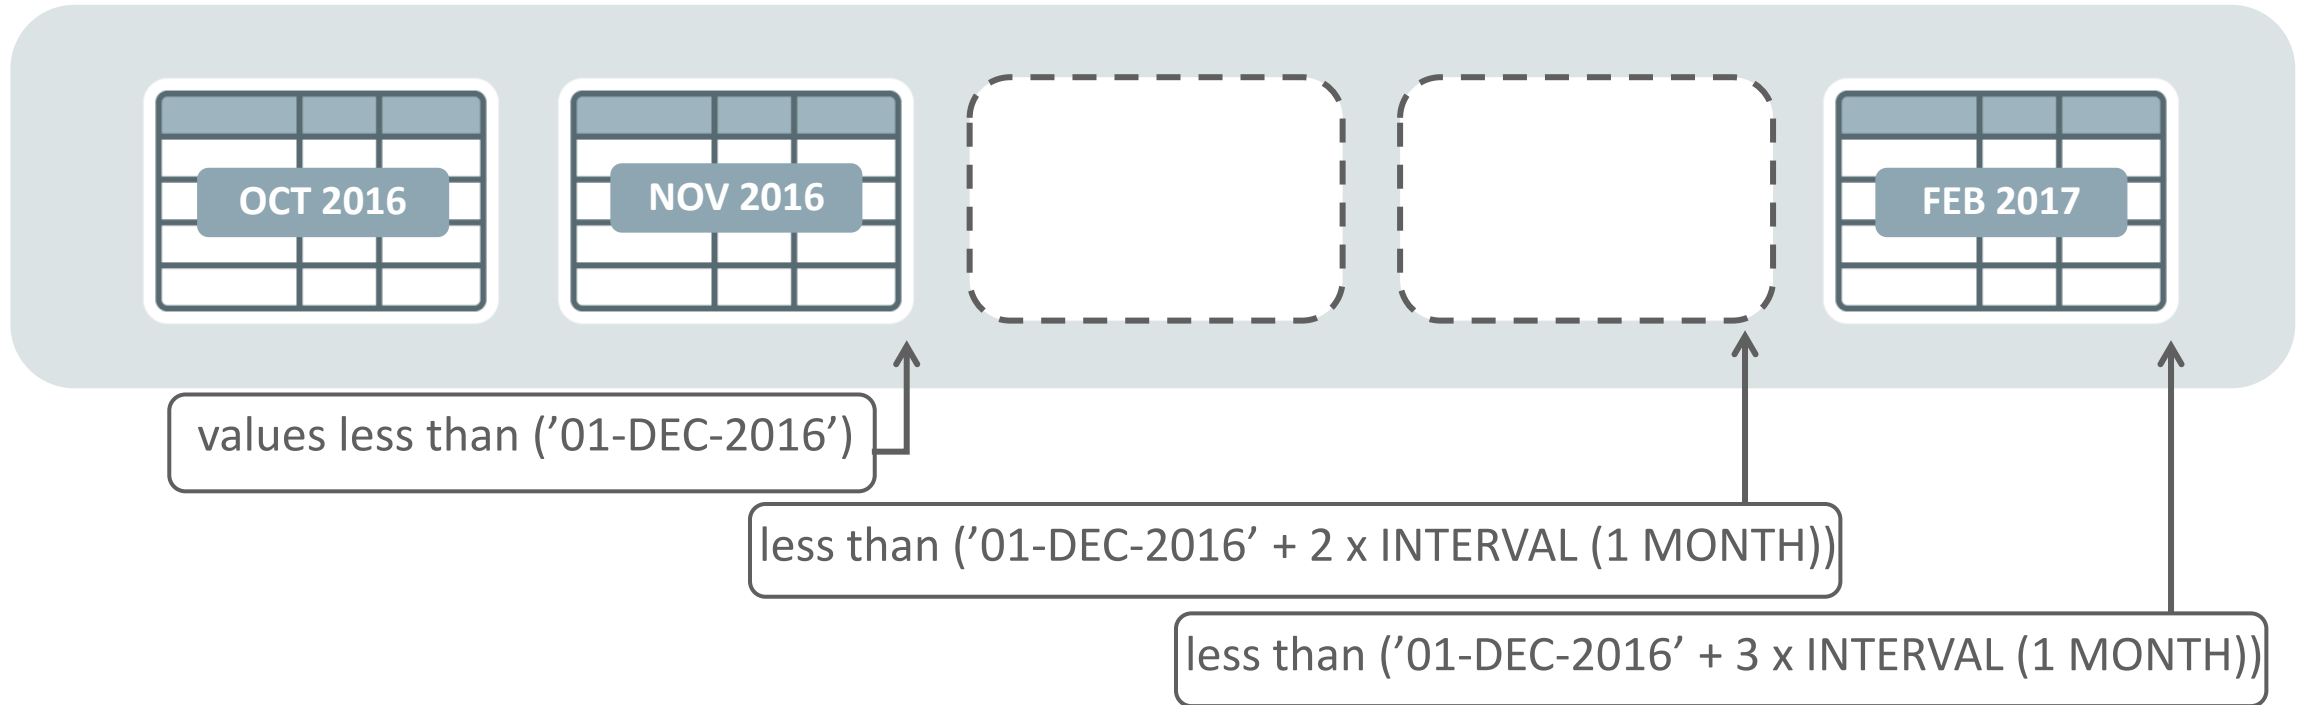 OCT 2016
NOV 2016
FEB 2017
values less than (’01-DEC-2016’)
less than (’01-DEC-2016’ + 2 x INTERVAL (1 MONTH))
less than (’01-DEC-2016’ + 3 x INTERVAL (1 MONTH))